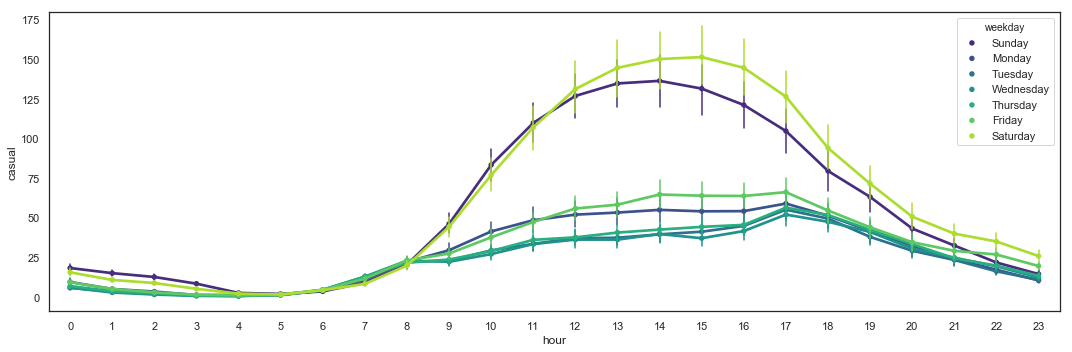 175
150
125
100
75
50
25
0
casual
0 1 2 3 4 5 6 7 8 9 10 11 12 13 14 15 16 17 18 19 20 21 22 23
hour
weekday
Sunday
Monday
Tuesday
Wednesday
Thursday
Friday
Saturday